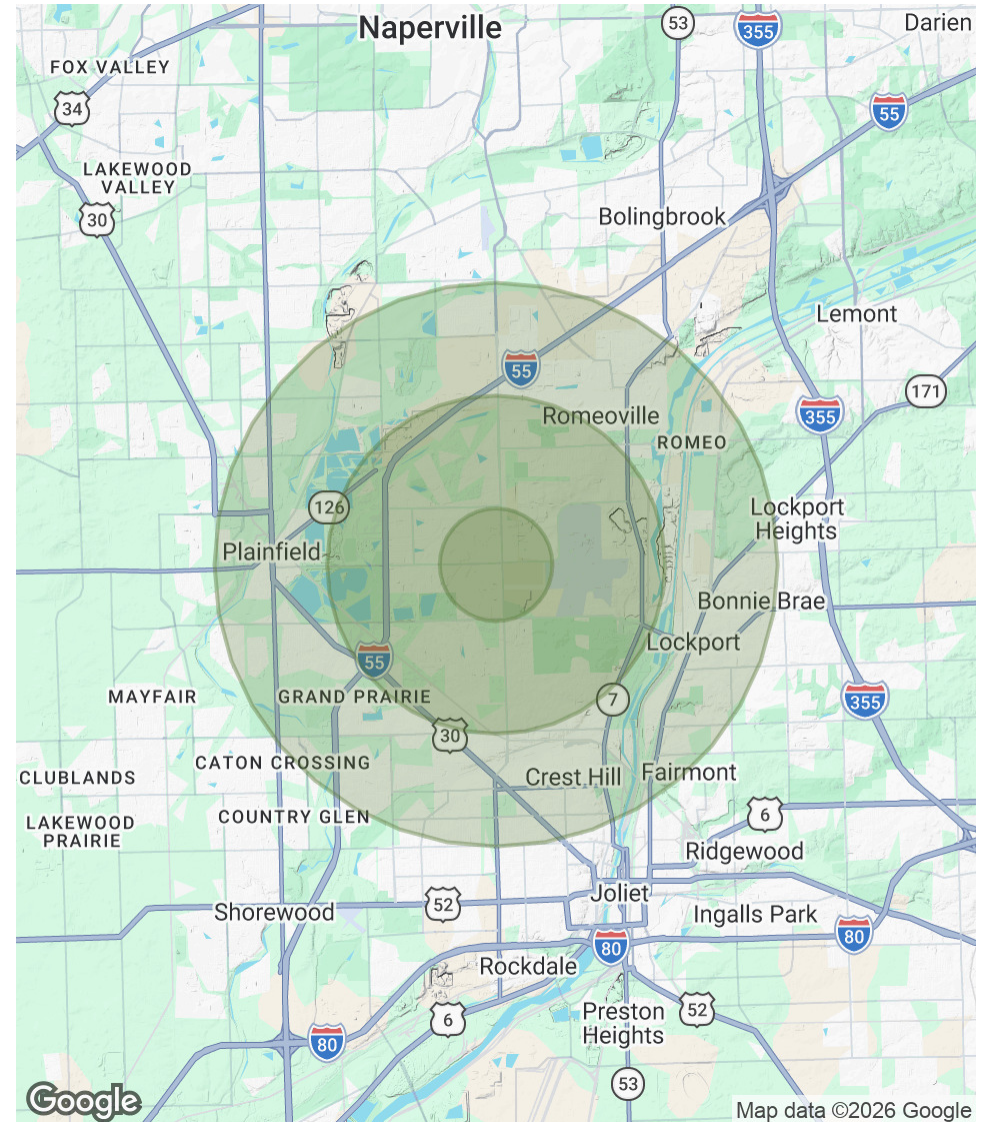 Naperville
53
355
Darien
FOX VALLEY
34
55
LAKEWOOD
VALLEY
30
Bolingbrook
Lemont
55
171
355
Romeoville
ROMEO
126
Lockport
Heights
Plainfield
Bonnie Brae
Lockport
55
MAYFAIR
GRAND PRAIRIE
7
355
30
CATON CROSSING
CLUBLANDS
Crest Hill
Fairmont
COUNTRY GLEN
6
LAKEWOOD
PRAIRIE
Ridgewood
Joliet
52
Shorewood
Ingalls Park
80
80
Rockdale
6
Preston
Heights
52
80
53
Google
Map data ©2026 Google